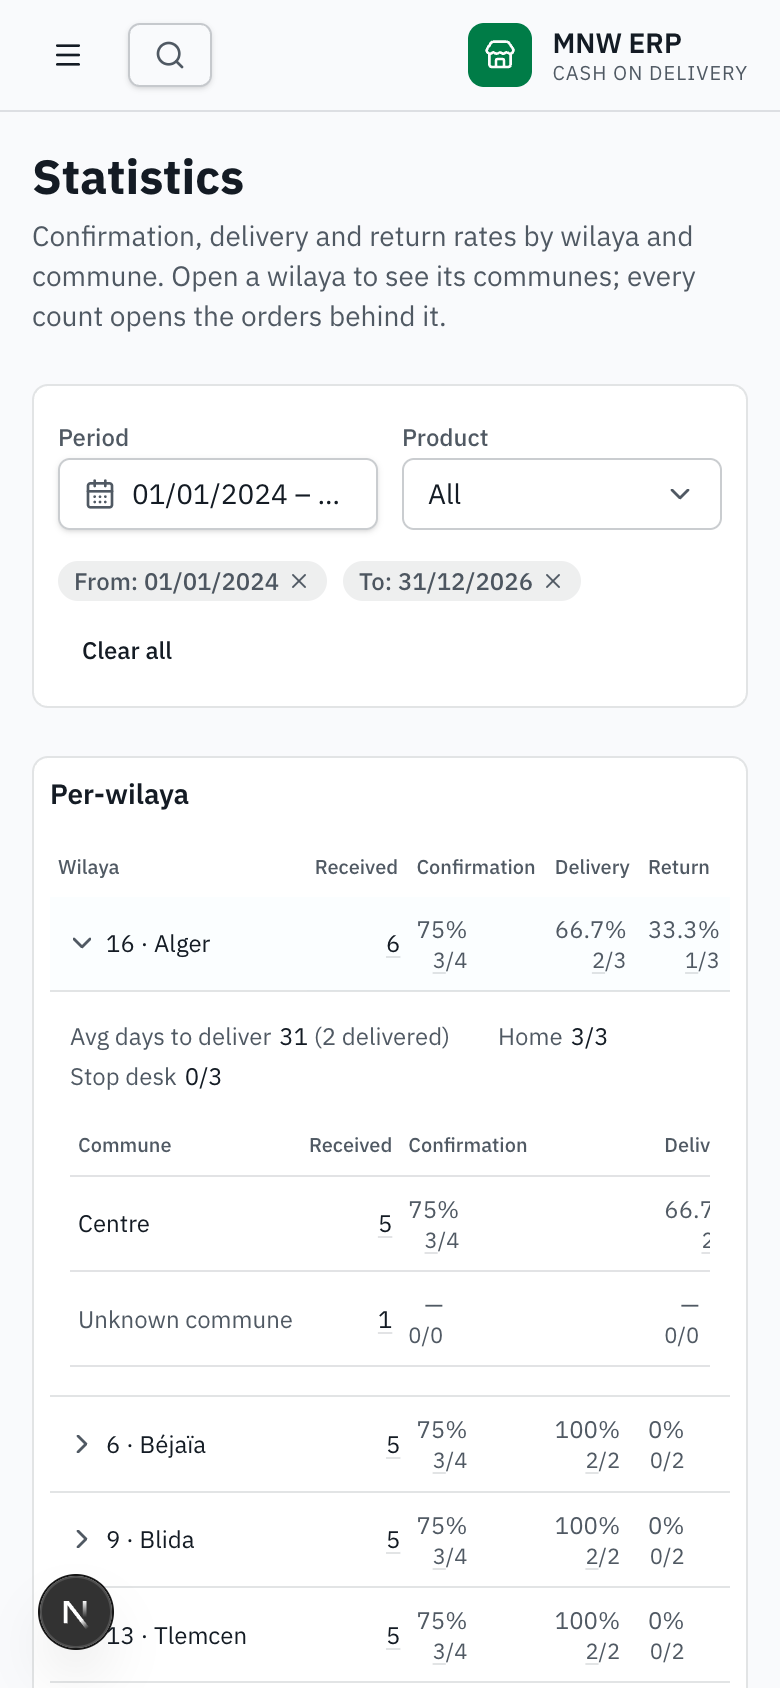 MNW ERP
CASH ON DELIVERY
Statistics
Confirmation, delivery and return rates by wilaya and
commune. Open a wilaya to see its communes; every
count opens the orders behind it.
Period Product
01/01/2024 – ... All
From: 01/01/2024 To: 31/12/2026
Clear all
Per-wilaya
Wilaya Received Confirmation Delivery Return
16 · Alger 6 75% 3/4 66.7% 2/3 33.3% 1/3
Avg days to deliver 31 (2 delivered) Home 3/3
Stop desk 0/3
Commune Received Confirmation Deliv
Centre 5 75% 3/4 66.7 2
Unknown commune 1 — 0/0 — 0/0
6 · Béjaïa 5 75% 3/4 100% 2/2 0% 0/2
9 · Blida 5 75% 3/4 100% 2/2 0% 0/2
N
13 · Tlemcen 5 75% 3/4 100% 2/2 0% 0/2